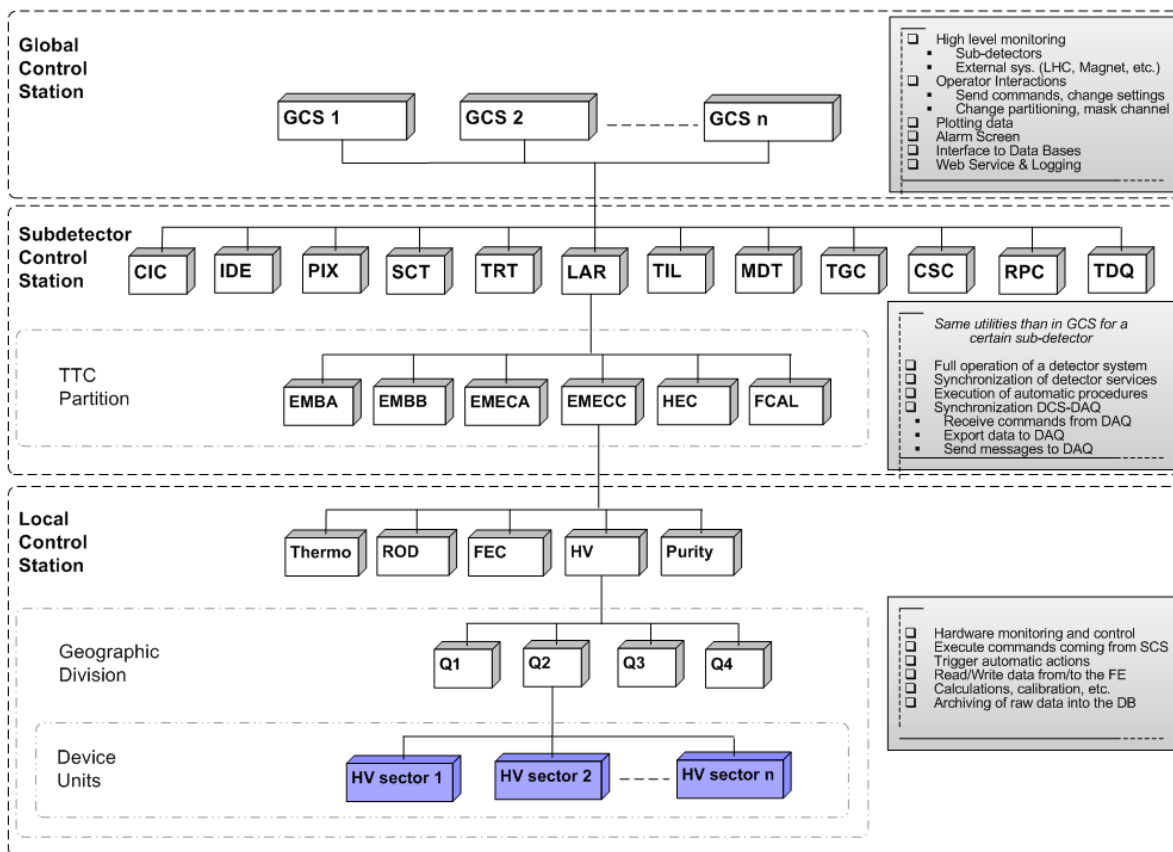 Global
Control
Station
GCS 1
GCS 2
GCS n
❑ High level monitoring
▪ Sub-detectors
▪ External sys. (LHC, Magnet, etc.)
❑ Operator Interactions
▪ Send commands, change settings
▪ Change partitioning, mask channel
❑ Plotting data
❑ Alarm Screen
❑ Interface to Data Bases
❑ Web Service & Logging
Subdetector
Control
Station
CIC
IDE
PIX
SCT
TRT
LAR
TIL
MDT
TGC
CSC
RPC
TDQ
TTC
Partition
EMBA
EMBB
EMECA
EMECC
HEC
FCAL
Same utilities than in GCS for a
certain sub-detector
❑ Full operation of a detector system
❑ Synchronization of detector services
❑ Execution of automatic procedures
❑ Synchronization DCS-DAQ
▪ Receive commands from DAQ
▪ Export data to DAQ
▪ Send messages to DAQ
Local
Control
Station
Thermo
ROD
FEC
HV
Purity
Geographic
Division
Q1
Q2
Q3
Q4
❑ Hardware monitoring and control
❑ Execute commands coming from SCS
❑ Trigger automatic actions
❑ Read/Write data from/to the FE
❑ Calculations, calibration, etc.
❑ Archiving of raw data into the DB
Device
Units
HV sector 1
HV sector 2
HV sector n